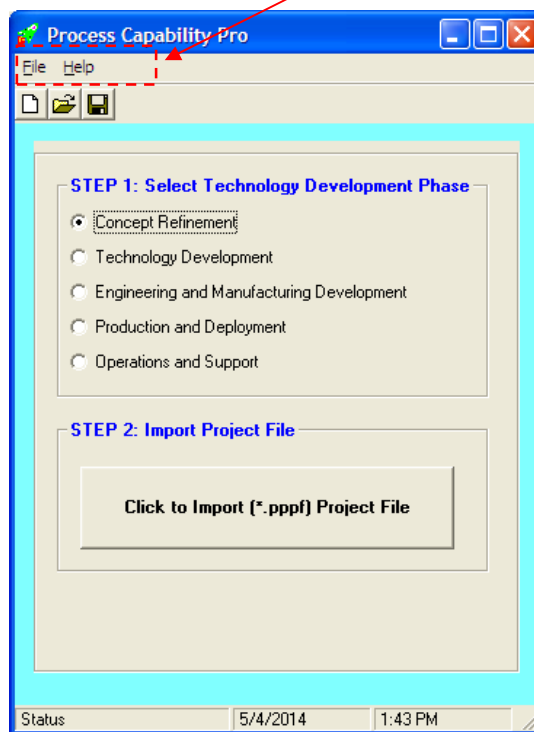 Process Capability Pro
File Help
STEP 1: Select Technology Development Phase
Concept Refinement
Technology Development
Engineering and Manufacturing Development
Production and Deployment
Operations and Support
STEP 2: Import Project File
Click to Import (*.pppf) Project File
Status 5/4/2014 1:43 PM